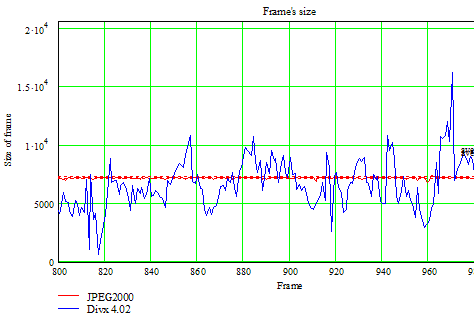 Frame's size
2·10⁴
1.5·10⁴
1·10⁴
5000
0
Size of frame
800 820 840 860 880 900 920 940 960 9
Frame
JPEG2000
Divx 4.02